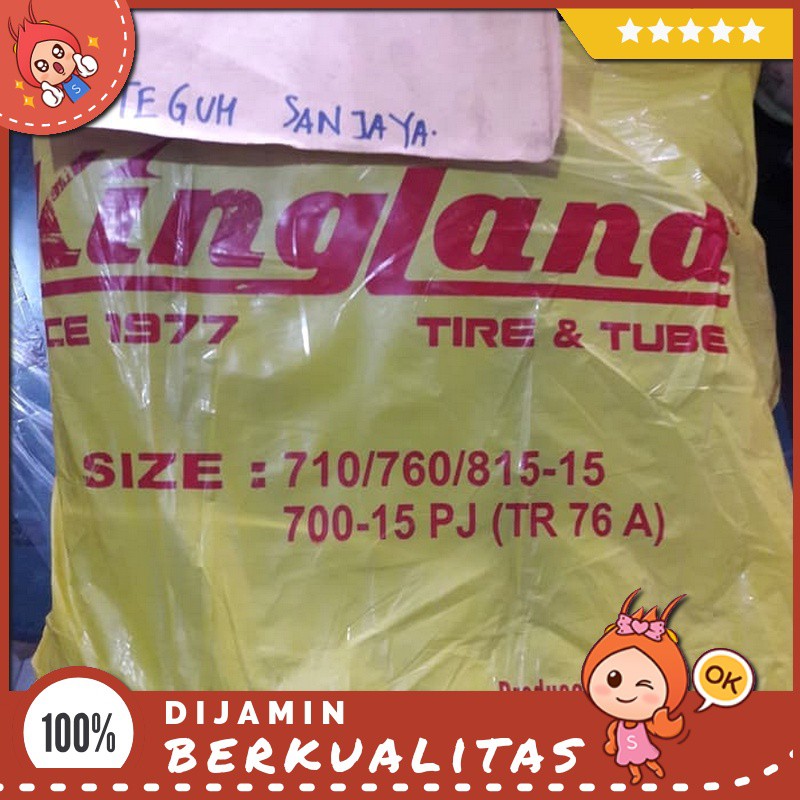 TEGUH SANJAYA.
Kingland
CE 1977 TIRE & TUBE
SIZE : 710/760/815-15
700-15 PJ (TR 76 A)
OK
S
S
100%
DIJAMIN
BERKUALITAS